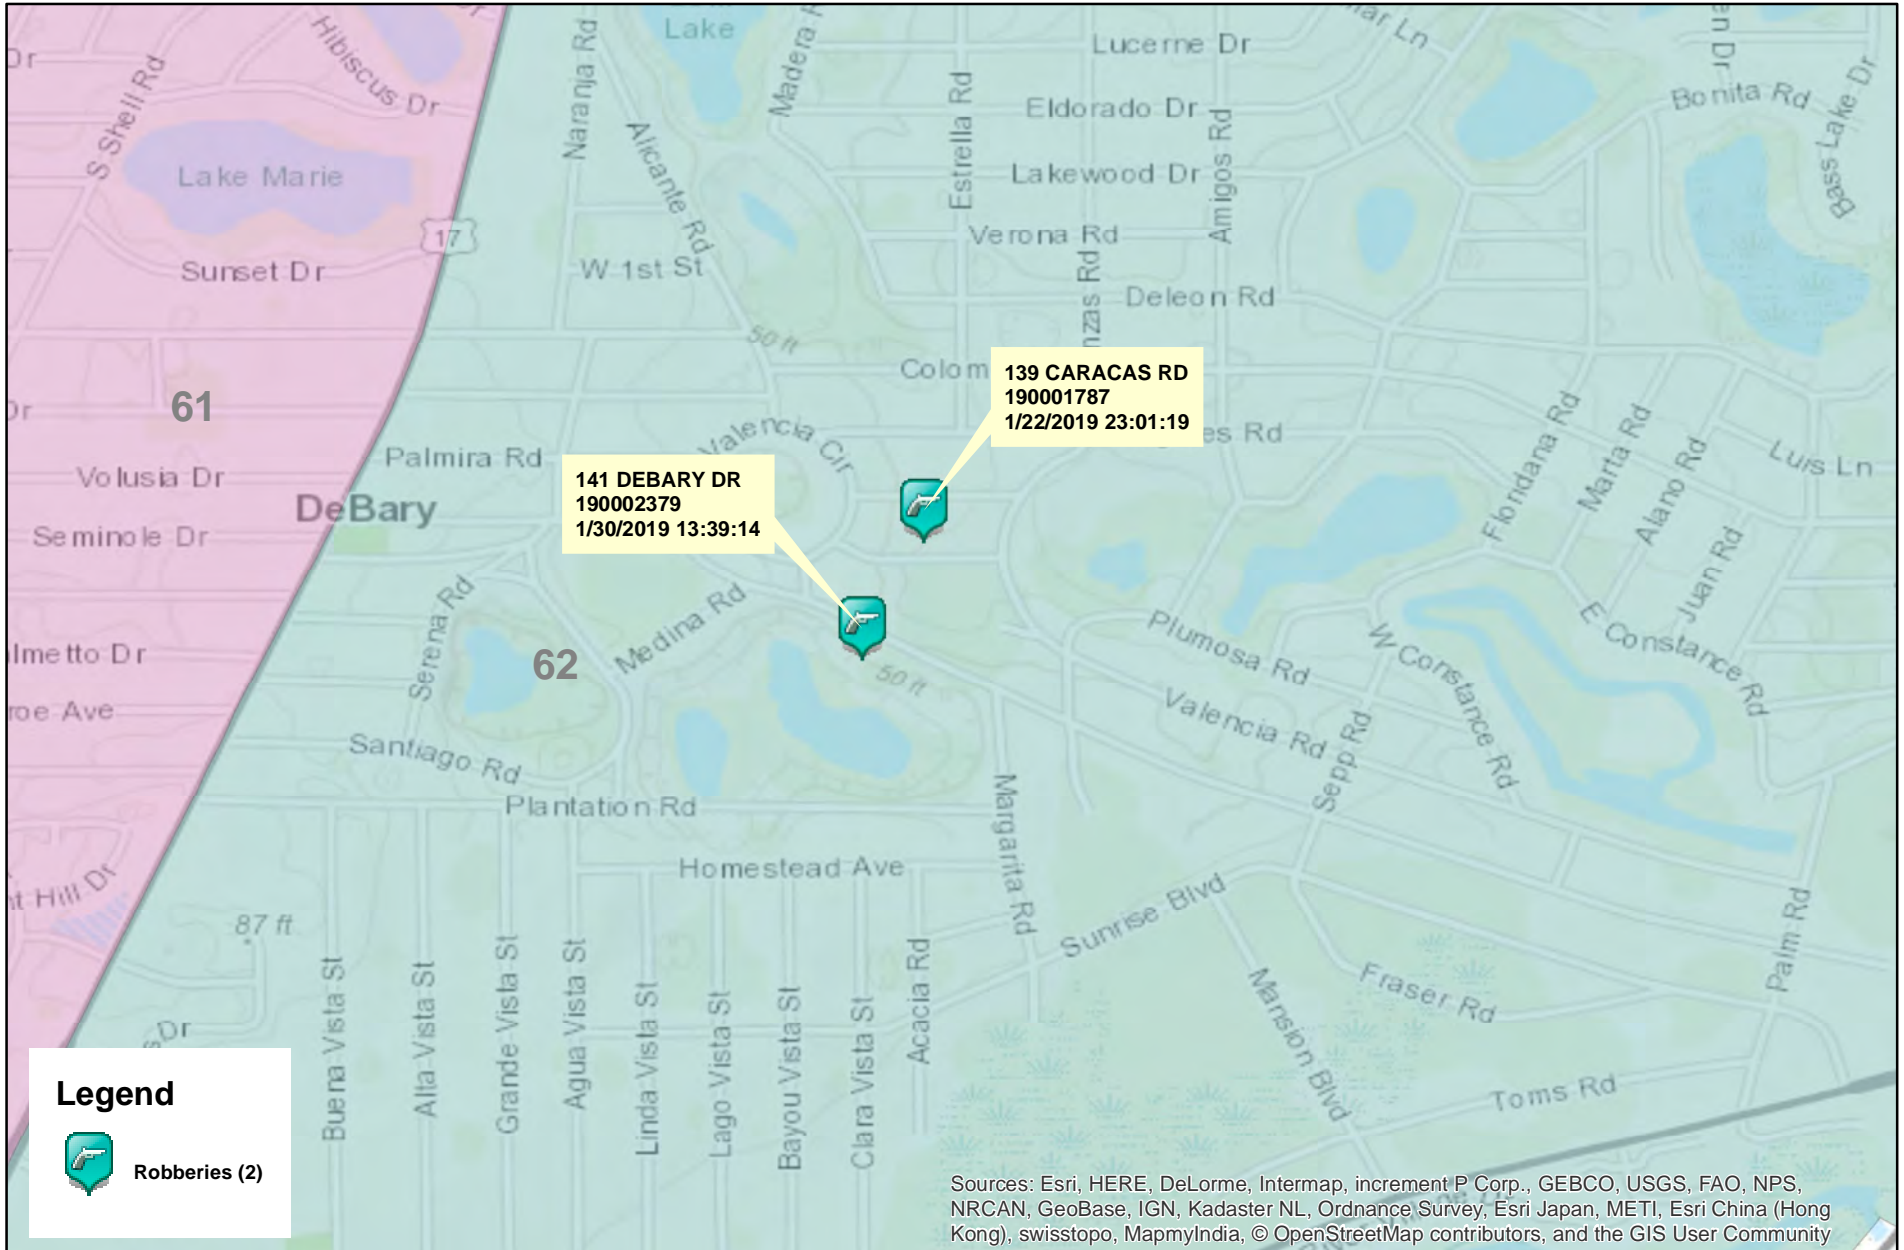 Lake
Lucerne Dr
Bonita Rd
Bass Lake Dr
Hibiscus Dr
S Shell Rd
Naranja Rd
Alicante Rd
Estrella Rd
Eldorado Dr
Amigos Rd
Lakewood Dr
Lake Marie
17
Verona Rd
Sunset Dr
W 1st St
Deleon Rd
50 ft
139 CARACAS RD
190001787
1/22/2019 23:01:19
61
Valencia Cir
Palmira Rd
Volusia Dr
DeBary
Seminole Dr
141 DEBARY DR
190002379
1/30/2019 13:39:14
Floridana Rd
Marta Rd
Alano Rd
Luis Ln
Juan Rd
E Constance Rd
Serena Rd
62
Medina Rd
50 ft
Plumosa Rd
W Constance Rd
Valencia Rd
Sepp Rd
Santiago Rd
Plantation Rd
Margarita Rd
Homestead Ave
87 ft
Sunrise Blvd
Palm Rd
Fraser Rd
Mansion Blvd
Toms Rd
Buena Vista St
Alta Vista St
Grande Vista St
Agua Vista St
Linda Vista St
Lago Vista St
Bayou Vista St
Clara Vista St
Acacia Rd
Legend
Robberies (2)
Sources: Esri, HERE, DeLorme, Intermap, increment P Corp., GEBCO, USGS, FAO, NPS,
NRCAN, GeoBase, IGN, Kadaster NL, Ordnance Survey, Esri Japan, METI, Esri China (Hong
Kong), swisstopo, MapmyIndia, © OpenStreetMap contributors, and the GIS User Community